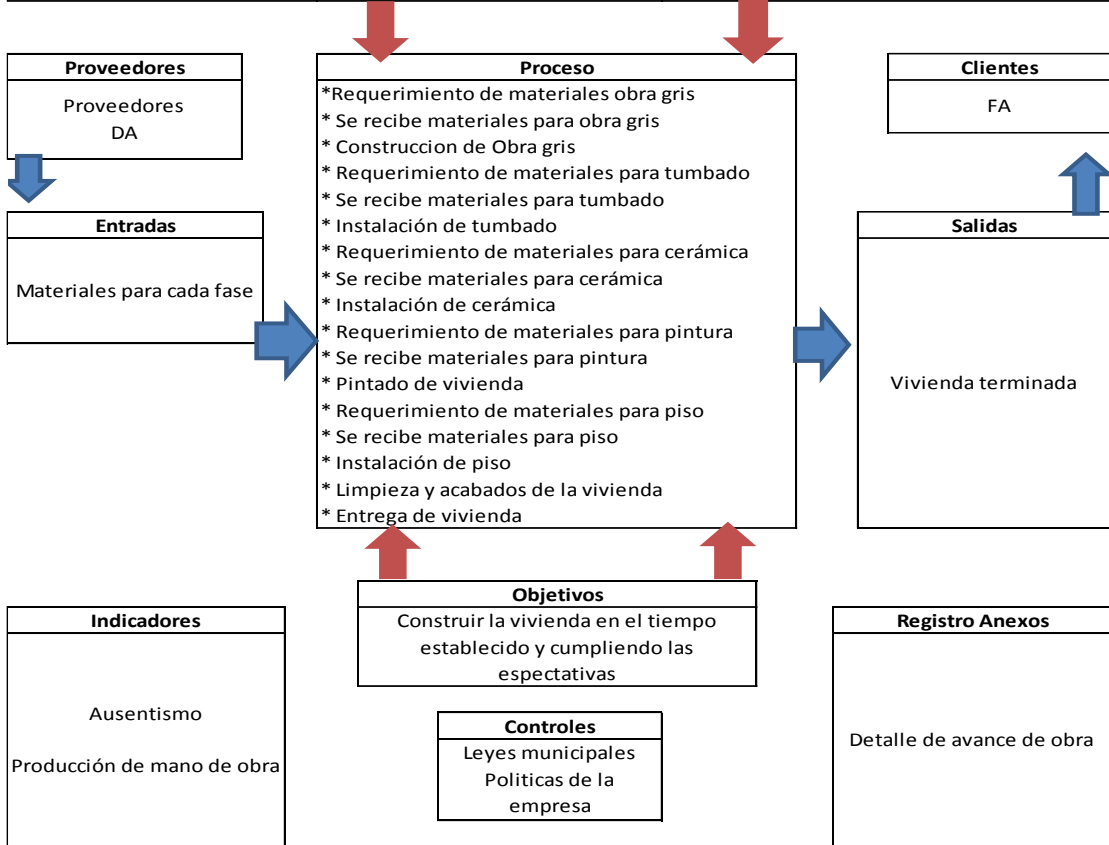 Proveedores
Proveedores
DA
Entradas
Materiales para cada fase
Proceso
*Requerimiento de materiales obra gris
* Se recibe materiales para obra gris
* Construccion de Obra gris
* Requerimiento de materiales para tumbado
* Se recibe materiales para tumbado
* Instalación de tumbado
* Requerimiento de materiales para cerámica
* Se recibe materiales para cerámica
* Instalación de cerámica
* Requerimiento de materiales para pintura
* Se recibe materiales para pintura
* Pintado de vivienda
* Requerimiento de materiales para piso
* Se recibe materiales para piso
* Instalación de piso
* Limpieza y acabados de la vivienda
* Entrega de vivienda
Clientes
FA
Salidas
Vivienda terminada
Indicadores
Ausentismo
Producción de mano de obra
Objetivos
Construir la vivienda en el tiempo
establecido y cumpliendo las
espectativas
Controles
Leyes municipales
Politicas de la
empresa
Registro Anexos
Detalle de avance de obra